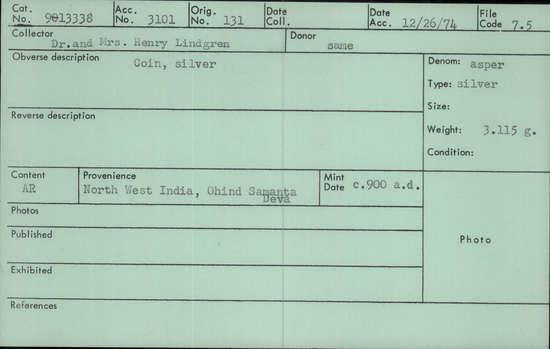 Cat. No. 9013338 Acc. No. 3101 Orig. No. 131 Date Coll. Date Acc. 12/26/74 File Code 7.5
Collector Dr.and Mrs. Henry Lindgren Donor same
Obverse description Coin, silver
Denom: asper
Type: silver
Size:
Reverse description
Weight: 3.115 g.
Condition:
Content AR Provenience North West India, Ohind Samanta Deva Mint Date c.900 a.d.
Photos
Published
Photo
Exhibited
References